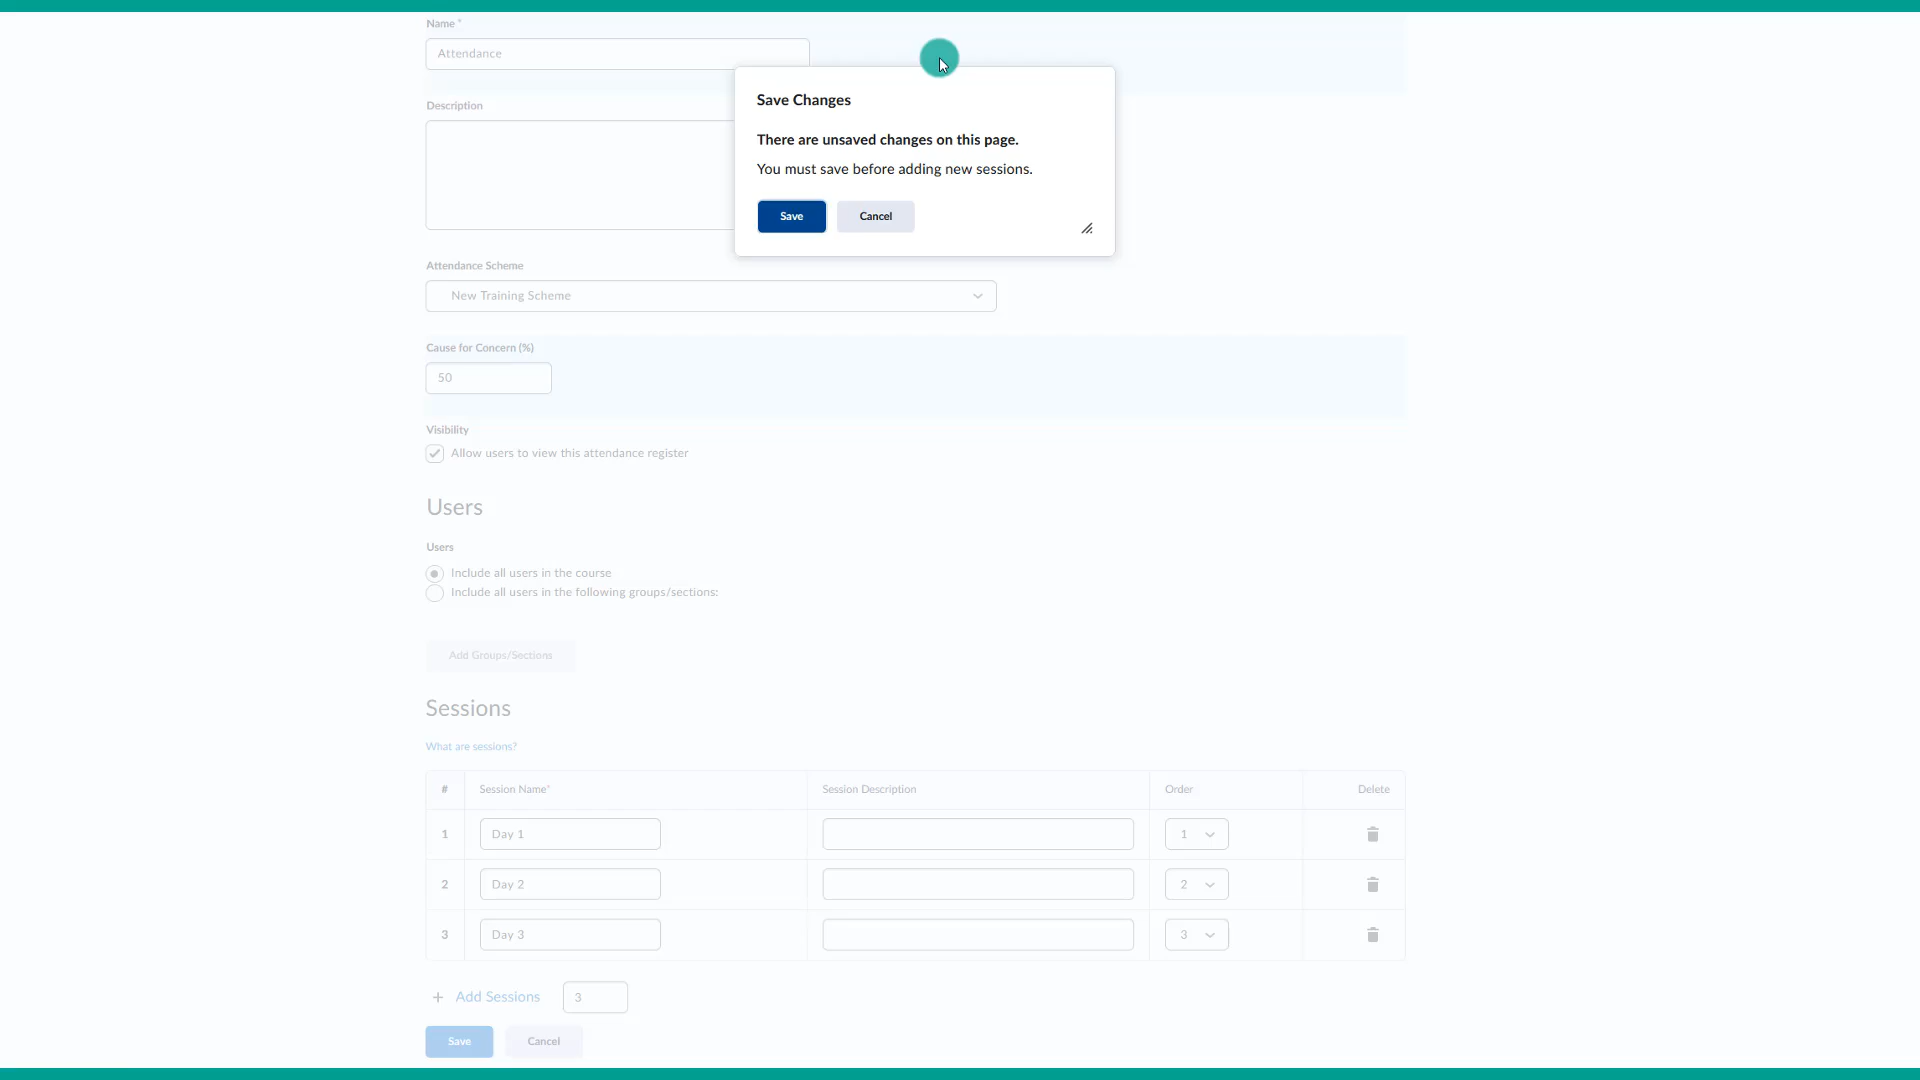 Name *
Attendance
Description
Save Changes
There are unsaved changes on this page.
You must save before adding new sessions.
Save Cancel
Attendance Scheme
New Training Scheme
Cause for Concern (%)
50
Visibility
Allow users to view this attendance register
Users
Users
Include all users in the course
Include all users in the following groups/sections:
Add Groups/Sections
Sessions
What are sessions?
# Session Name* Session Description Order Delete
1 Day 1 1
2 Day 2 2
3 Day 3 3
+ Add Sessions 3
Save Cancel